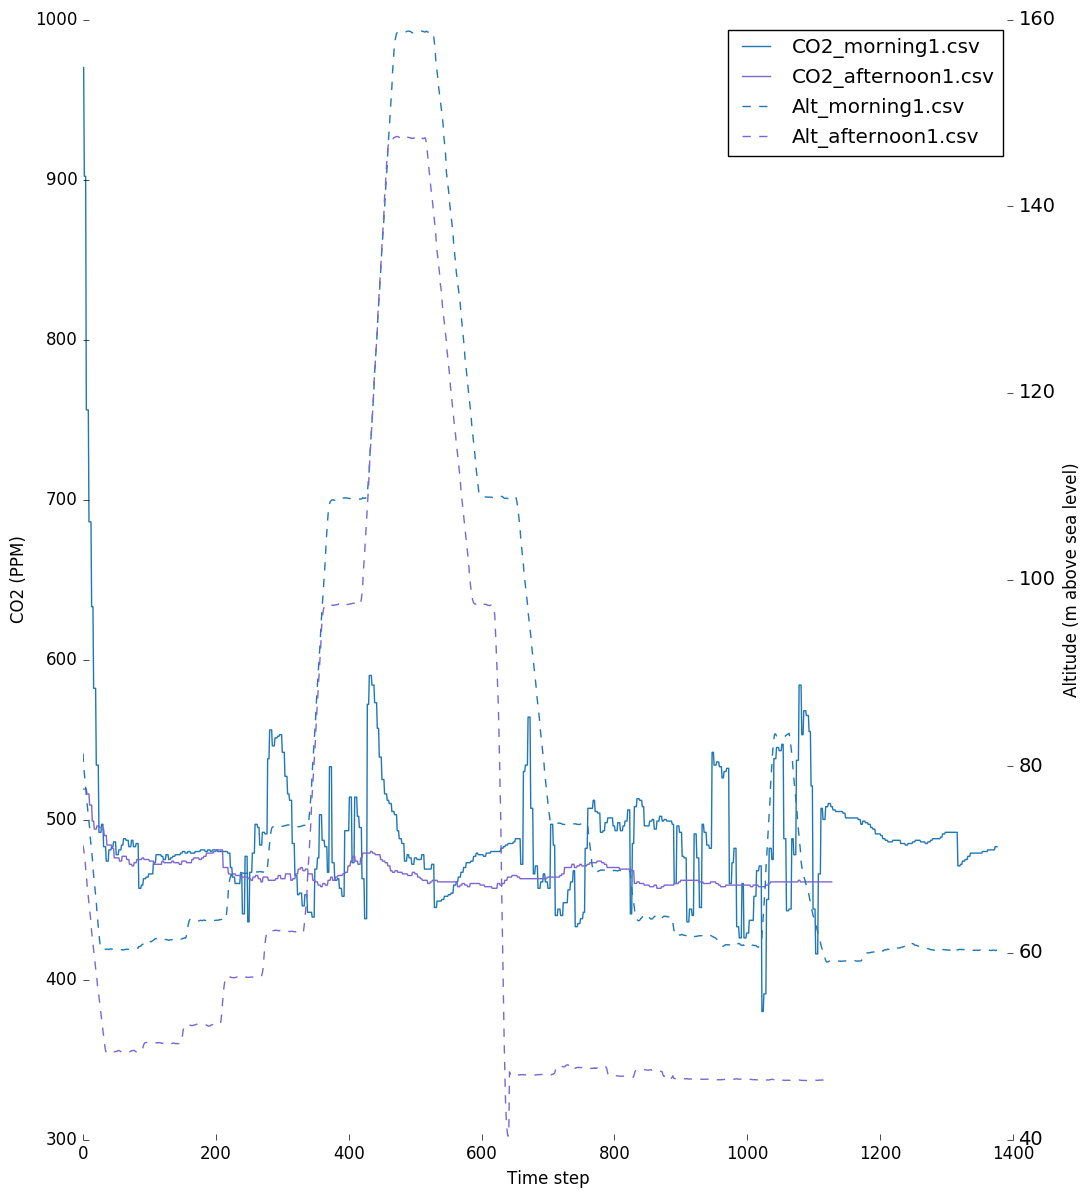 1000
900
800
700
600
500
400
300
CO2 (PPM)
160
140
120
100
80
60
40
Altitude (m above sea level)
CO2_morning1.csv
CO2_afternoon1.csv
Alt_morning1.csv
Alt_afternoon1.csv
0 200 400 600 800 1000 1200 1400
Time step